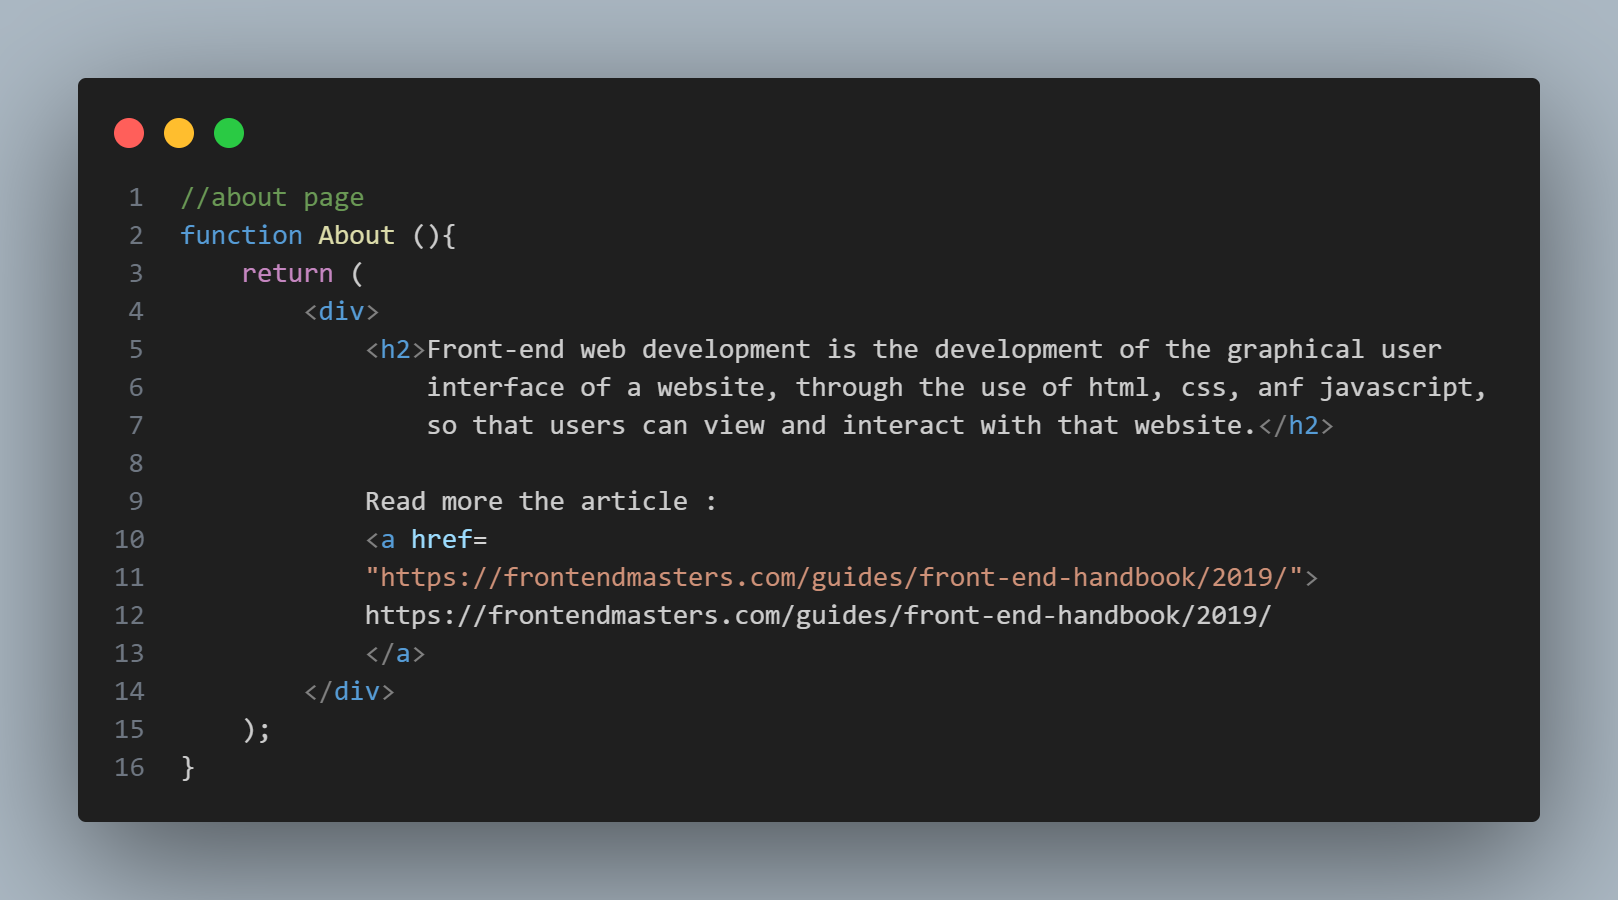 1 //about page
2 function About (){
3     return (
4         <div>
5             <h2>Front-end web development is the development of the graphical user
6                 interface of a website, through the use of html, css, anf javascript,
7                 so that users can view and interact with that website.</h2>
8
9             Read more the article :
10             <a href=
11             "https://frontendmasters.com/guides/front-end-handbook/2019/">
12             https://frontendmasters.com/guides/front-end-handbook/2019/
13             </a>
14         </div>
15     );
16 }